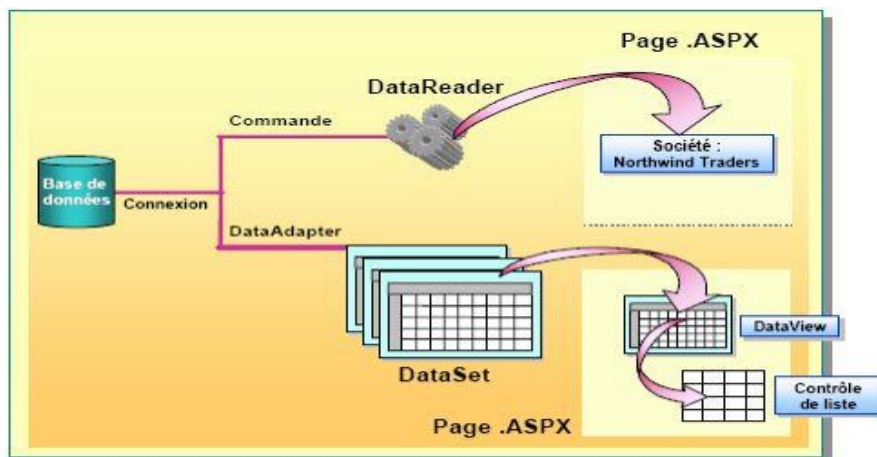 Page .ASPX
DataReader
Commande
Société :
Northwind Traders
Base de
données
Connexion
DataAdapter
DataView
DataSet
Contrôle
de liste
Page .ASPX